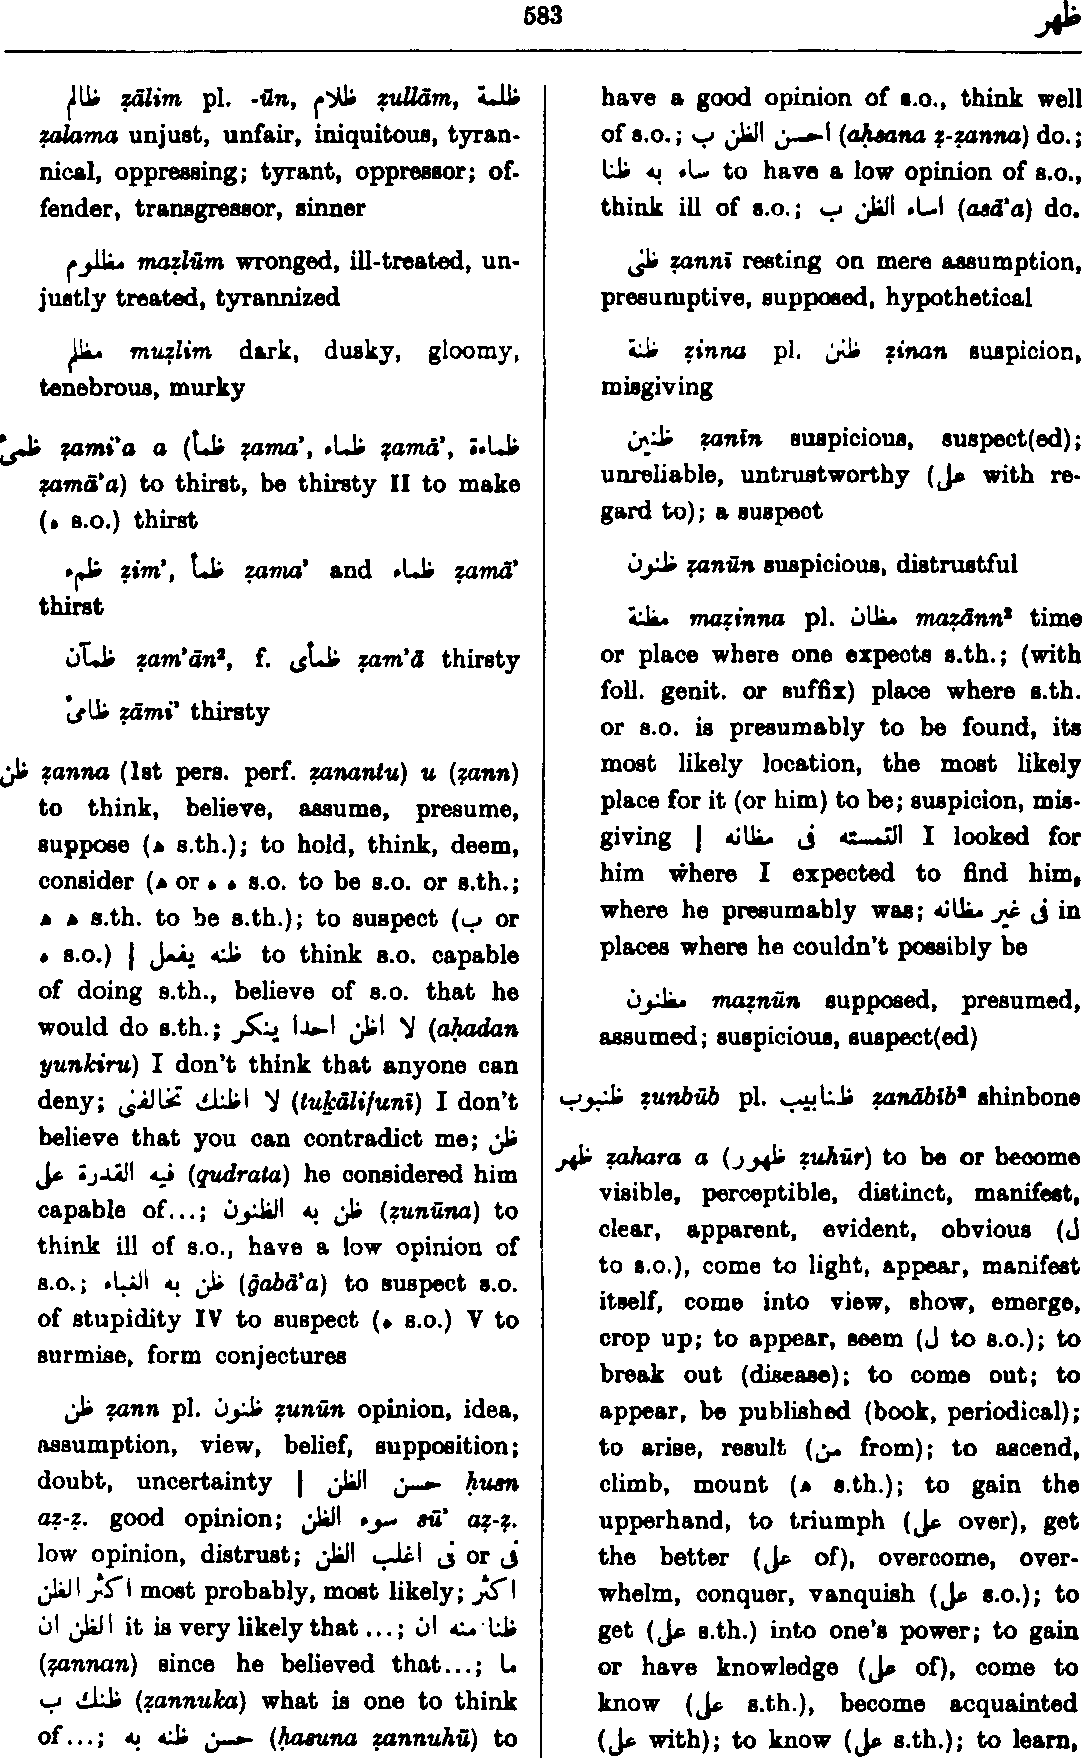 583
ظهر
ظالم ẓālim pl. -ūn, ظلام ẓullām, ظلمة
ẓalama unjust, unfair, iniquitous, tyran-
nical, oppressing; tyrant, oppressor; of-
fender, transgressor, sinner
مظلوم maẓlūm wronged, ill-treated, un-
justly treated, tyrannized
مظلم muẓlim dark, dusky, gloomy,
tenebrous, murky
ظمئ ẓami'a a (ظمأ ẓama', ظماء ẓamā', ظماءة
ẓamā'a) to thirst, be thirsty II to make
(ه s.o.) thirst
ظمء ẓim', ظمأ ẓama' and ظماء ẓamā'
thirst
ظمآن ẓam'ān², f. ظمأى ẓam'ā thirsty
ظامئ ẓāmi' thirsty
ظن ẓanna (1st pers. perf. ẓanantu) u (ẓann)
to think, believe, assume, presume,
suppose (ھ s.th.); to hold, think, deem,
consider (ھ or ه ه s.o. to be s.o. or s.th.;
ھ ھ s.th. to be s.th.); to suspect (ب or
ه s.o.) | ظنه يفعل to think s.o. capable
of doing s.th., believe of s.o. that he
would do s.th.; لا اظن احدا ينكر (aḥadan
yunkiru) I don't think that anyone can
deny; لا اظنك تخالفنى (tuḵālifunī) I don't
believe that you can contradict me; ظن
فيه القدرة على (qudrata) he considered him
capable of...; ظن به الظنون (ẓunūna) to
think ill of s.o., have a low opinion of
s.o.; ظن به الغباء (ḡabā'a) to suspect s.o.
of stupidity IV to suspect (ه s.o.) V to
surmise, form conjectures
ظن ẓann pl. ظنون ẓunūn opinion, idea,
assumption, view, belief, supposition;
doubt, uncertainty | حسن الظن ḥusn
aẓ-ẓ. good opinion; سوء الظن sū' aẓ-ẓ.
low opinion, distrust; فى اغلب الظن or فى
اكثر الظن most probably, most likely; اكثر
الظن ان it is very likely that ...; ظنا منه ان
(ẓannan) since he believed that...; ما
ظنك ب (ẓannuka) what is one to think
of...; حسن ظنه به (ḥasuna ẓannuhū) to
have a good opinion of s.o., think well
of s.o.; احسن الظن ب (aḥsana ẓ-ẓanna) do.;
ساء به ظنا to have a low opinion of s.o.,
think ill of s.o.; اساء الظن ب (asā'a) do.
ظنى ẓannī resting on mere assumption,
presumptive, supposed, hypothetical
ظنة ẓinna pl. ظنن ẓinan suspicion,
misgiving
ظنين ẓanīn suspicious, suspect(ed);
unreliable, untrustworthy (على with re-
gard to); a suspect
ظنون ẓanūn suspicious, distrustful
مظنة maẓinna pl. مظان maẓānn² time
or place where one expects s.th.; (with
foll. genit. or suffix) place where s.th.
or s.o. is presumably to be found, its
most likely location, the most likely
place for it (or him) to be; suspicion, mis-
giving | التمسته فى مظانه I looked for
him where I expected to find him,
where he presumably was; فى غير مظانه in
places where he couldn't possibly be
مظنون maẓnūn supposed, presumed,
assumed; suspicious, suspect(ed)
ظنبوب ẓunbūb pl. ظنابيب ẓanābīb² shinbone
ظهر ẓahara a (ظهور ẓuhūr) to be or become
visible, perceptible, distinct, manifest,
clear, apparent, evident, obvious (ل
to s.o.), come to light, appear, manifest
itself, come into view, show, emerge,
crop up; to appear, seem (ل to s.o.); to
break out (disease); to come out; to
appear, be published (book, periodical);
to arise, result (من from); to ascend,
climb, mount (ھ s.th.); to gain the
upperhand, to triumph (على over), get
the better (على of), overcome, over-
whelm, conquer, vanquish (على s.o.); to
get (على s.th.) into one's power; to gain
or have knowledge (على of), come to
know (على s.th.), become acquainted
(على with); to know (على s.th.); to learn,